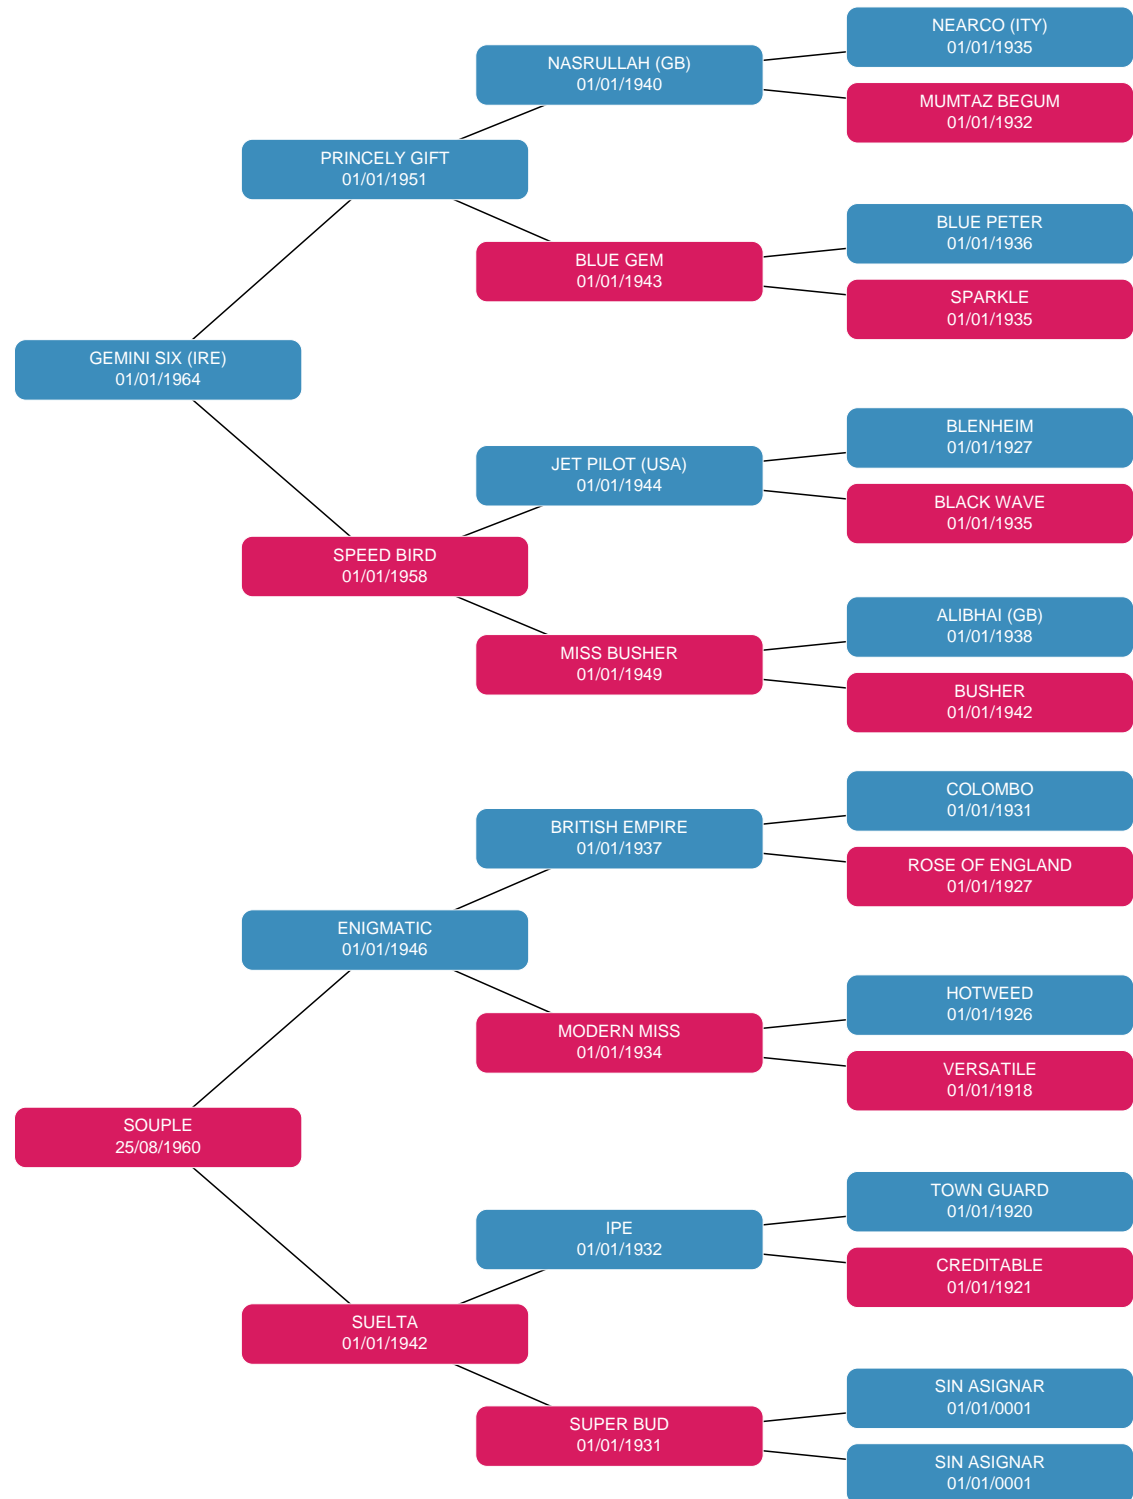 NEARCO (ITY)
01/01/1935
NASRULLAH (GB)
01/01/1940
MUMTAZ BEGUM
01/01/1932
PRINCELY GIFT
01/01/1951
BLUE PETER
01/01/1936
BLUE GEM
01/01/1943
SPARKLE
01/01/1935
GEMINI SIX (IRE)
01/01/1964
BLENHEIM
01/01/1927
JET PILOT (USA)
01/01/1944
BLACK WAVE
01/01/1935
SPEED BIRD
01/01/1958
ALIBHAI (GB)
01/01/1938
MISS BUSHER
01/01/1949
BUSHER
01/01/1942
COLOMBO
01/01/1931
BRITISH EMPIRE
01/01/1937
ROSE OF ENGLAND
01/01/1927
ENIGMATIC
01/01/1946
HOTWEED
01/01/1926
MODERN MISS
01/01/1934
VERSATILE
01/01/1918
SOUPLE
25/08/1960
TOWN GUARD
01/01/1920
IPE
01/01/1932
CREDITABLE
01/01/1921
SUELTA
01/01/1942
SIN ASIGNAR
01/01/0001
SUPER BUD
01/01/1931
SIN ASIGNAR
01/01/0001